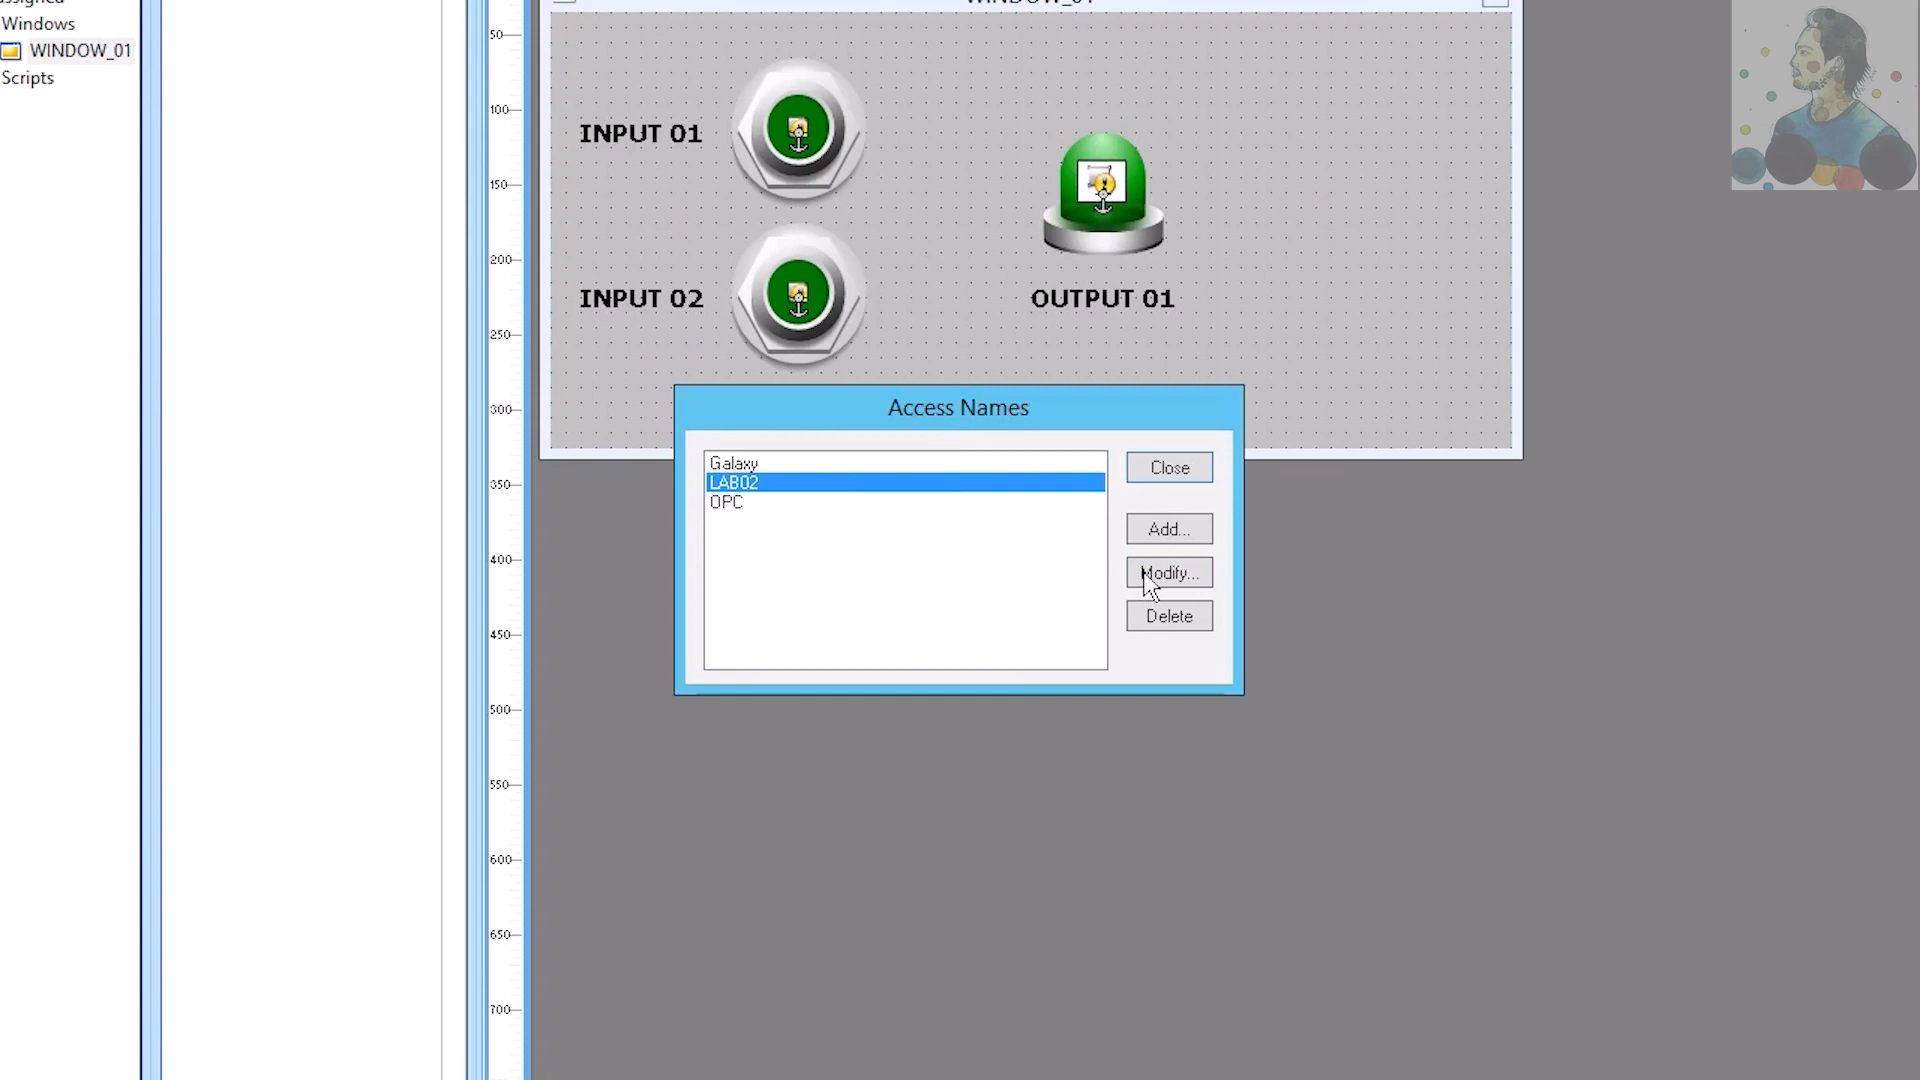 Windows
WINDOW_01
Scripts
50
100
150
200
250
300
350
400
450
500
550
600
650
700
WINDOW_01
INPUT 01
INPUT 02
OUTPUT 01
Access Names
Galaxy
LAB02
OPC
Close
Add...
Modify...
Delete